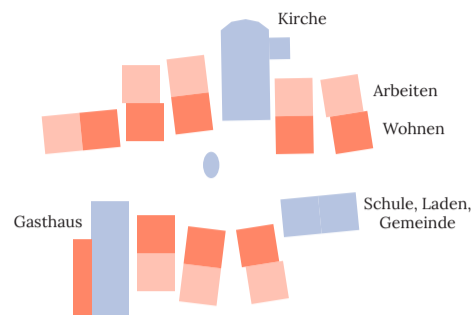 Kirche
Arbeiten
Wohnen
Schule, Laden,
Gemeinde
Gasthaus